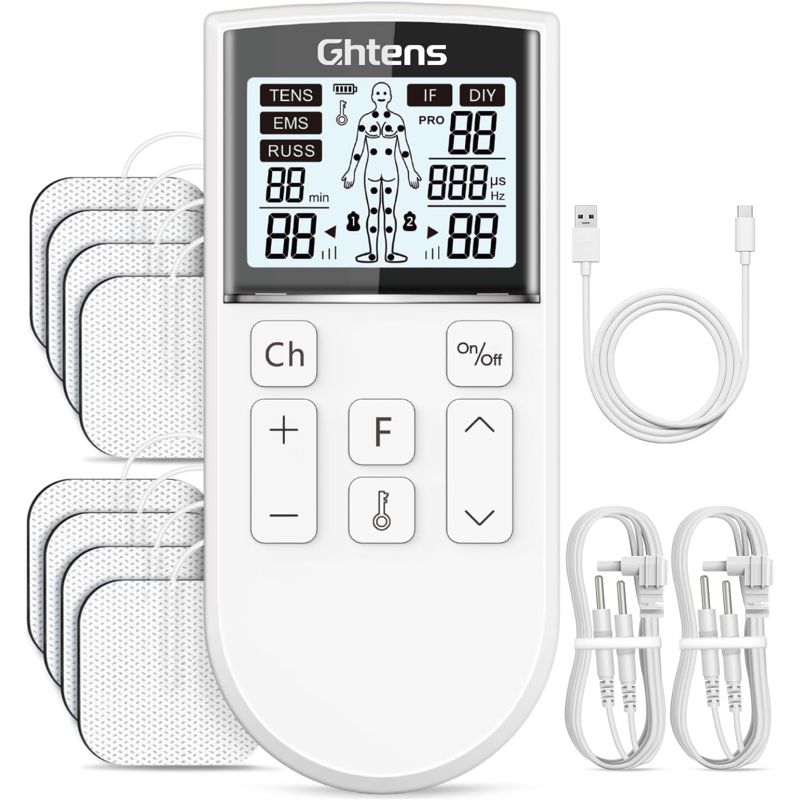 Ghtens
TENS
IF
DIY
EMS
PRO
88
RUSS
88 min
888 µs
Hz
88
1
2
88
Ch
On/Off
+
F
−